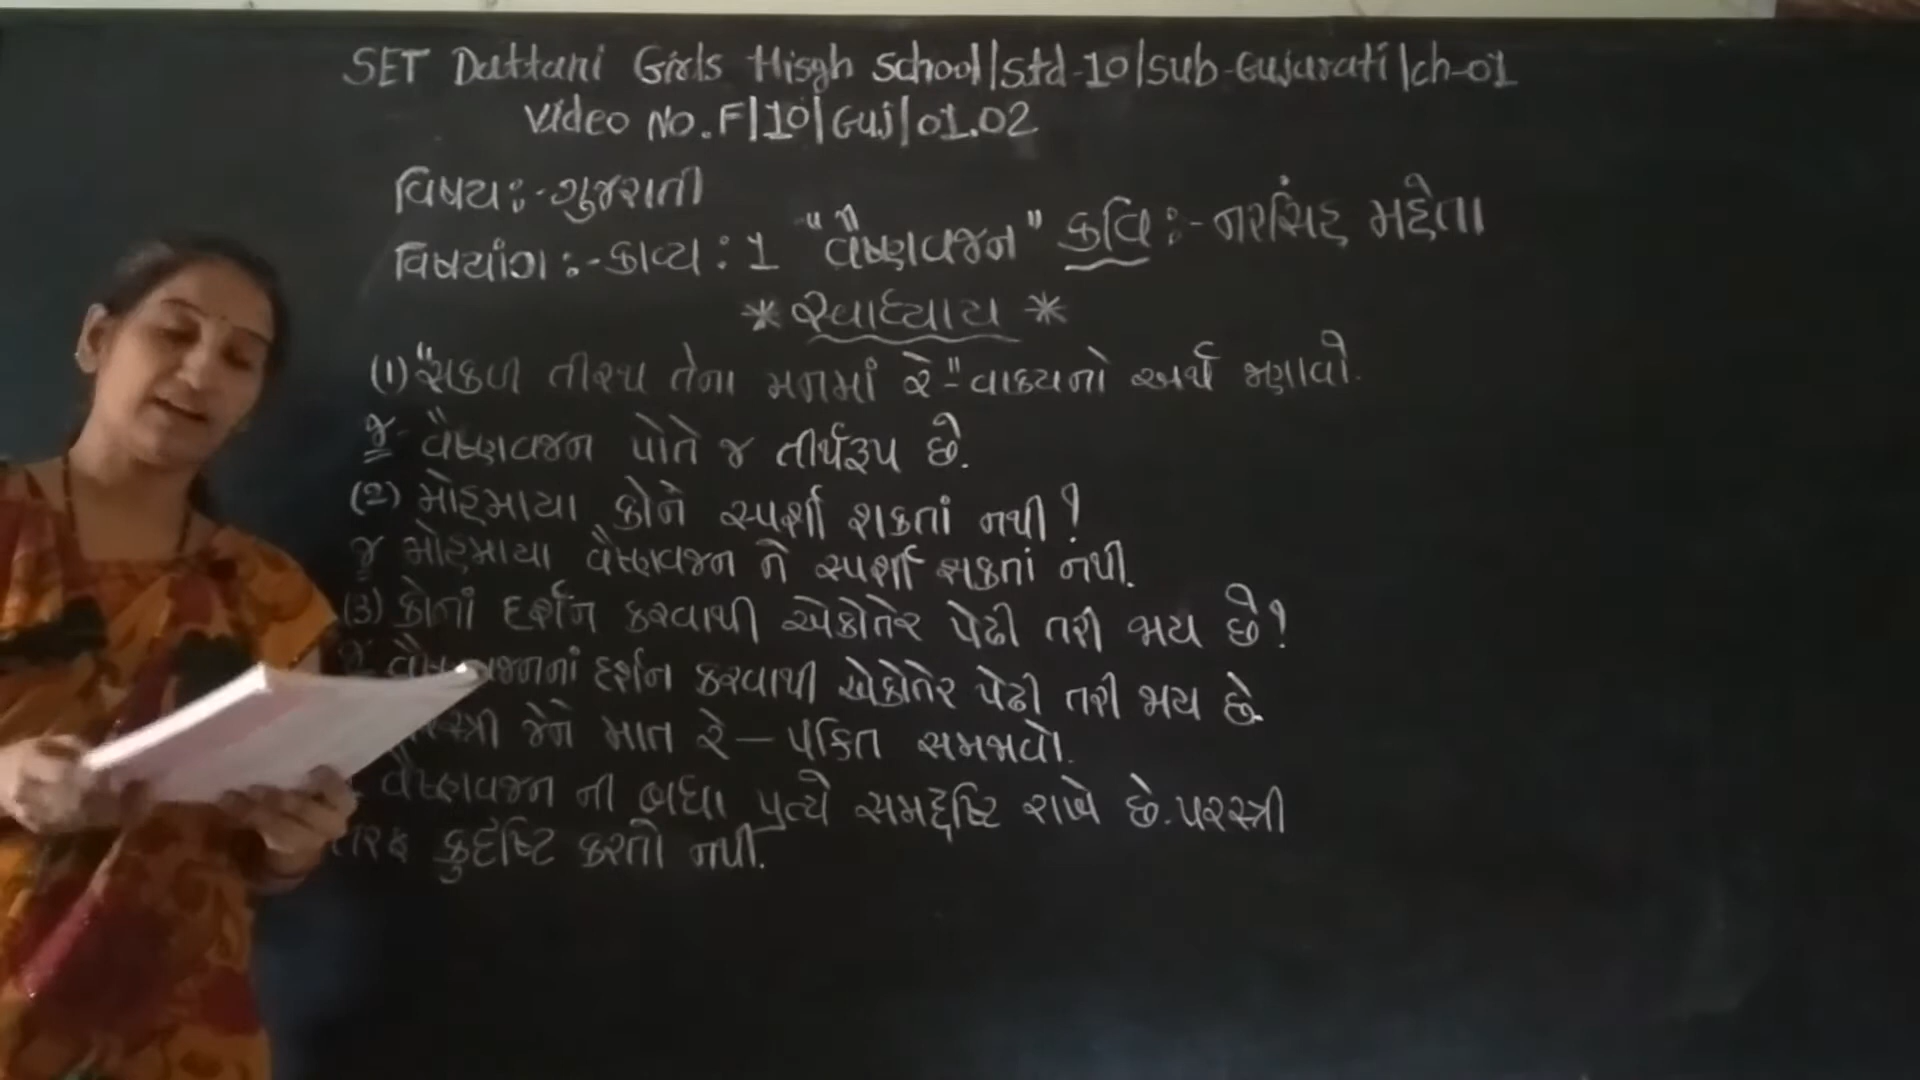 SET Dattani Girls Hisgh School|Std-10|Sub-Gujarati|ch-01
Video No.F|10|Guj|01.02
વિષય:-ગુજરાતી
વિષયાંગ:-કાવ્ય : 1 "વૈષ્ણવજન" કવિ:-નરસિંહ મહેતા
* સ્વાધ્યાય *
(1) "સકળ તીરથ તેના મનમાં રે-" વાક્યનો અર્થ જણાવો.
જ- વૈષ્ણવજન પોતે જ તીર્થરૂપ છે.
(2) મોહમાયા કોને સ્પર્શી શકતાં નથી?
જ મોહમાયા વૈષ્ણવજન ને સ્પર્શી શકતાં નથી.
(3) કોનાં દર્શન કરવાથી એકોતેર પેઢી તરી જાય છે?
જનનાં દર્શન કરવાથી એકોતેર પેઢી તરી જાય છે.
સ્ત્રી જેને માત રે - પંકિત સમજાવો.
વૈષ્ણવજન ની બધા પ્રત્યે સમદ્દષ્ટિ રાખે છે. પરસ્ત્રી
તરફ કુદૃષ્ટિ કરતો નથી.